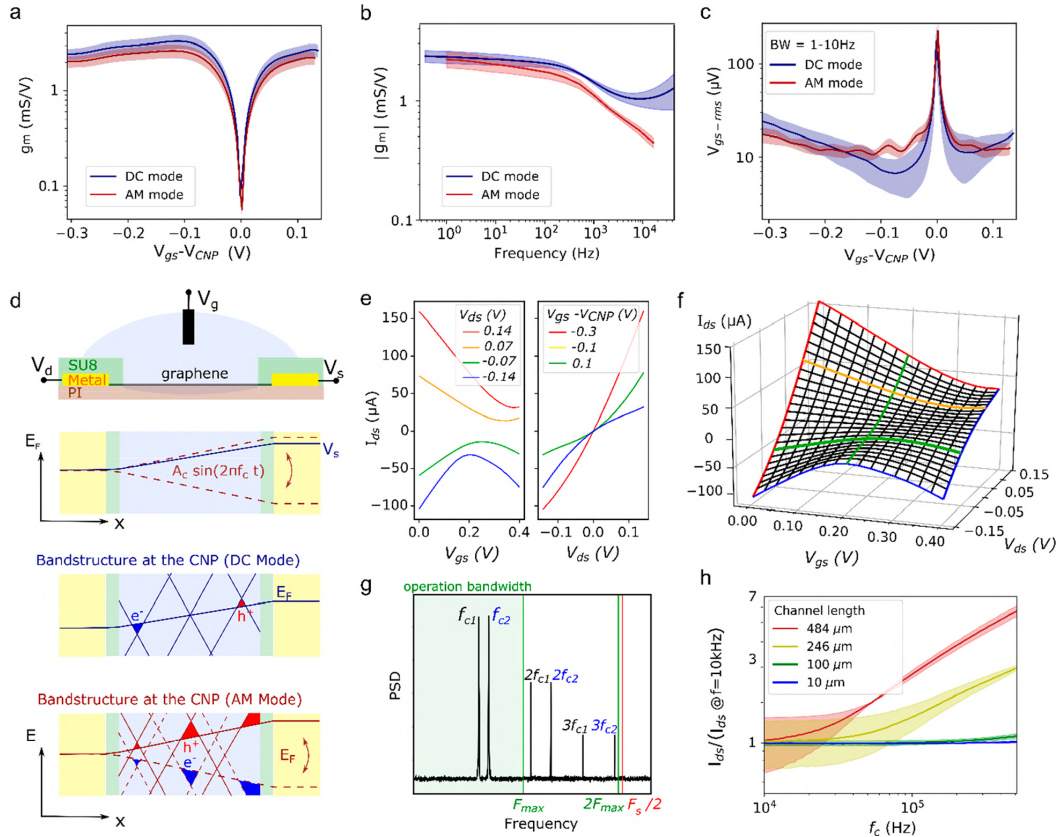 a
g_m (mS/V)
1
0.1
DC mode
AM mode
−0.3
−0.2
−0.1
0.0
0.1
V_gs-V_CNP (V)
b
|g_m| (mS/V)
1
0.1
DC mode
AM mode
10^0
10^1
10^2
10^3
10^4
Frequency (Hz)
c
V_gs−rms (μV)
100
10
BW = 1-10Hz
DC mode
AM mode
−0.3
−0.2
−0.1
0.0
0.1
V_gs-V_CNP (V)
d
V_g
V_d
SU8
Metal
PI
graphene
V_s
E_F
A_c sin(2πf_c t)
V_s
x
Bandstructure at the CNP (DC Mode)
e^-
h^+
E_F
Bandstructure at the CNP (AM Mode)
E
h^+
e^-
E_F
x
e
I_ds (μA)
150
100
50
0
−50
−100
V_ds (V)
0.14
0.07
-0.07
-0.14
0.0
0.2
0.4
V_gs (V)
V_gs-V_CNP (V)
-0.3
-0.1
0.1
−0.1
0.0
0.1
V_ds (V)
f
I_ds (μA)
150
100
50
0
−50
−100
0.00
0.10
0.20
0.30
0.40
V_gs (V)
−0.15
−0.05
0.05
0.15
V_ds (V)
g
operation bandwidth
PSD
f_c1
f_c2
2f_c1
2f_c2
3f_c1
3f_c2
F_max
2F_max
F_s /2
Frequency
h
I_ds/(I_ds @f=10kHz)
7
3
1
Channel length
484 μm
246 μm
100 μm
10 μm
10^4
10^5
f_c (Hz)